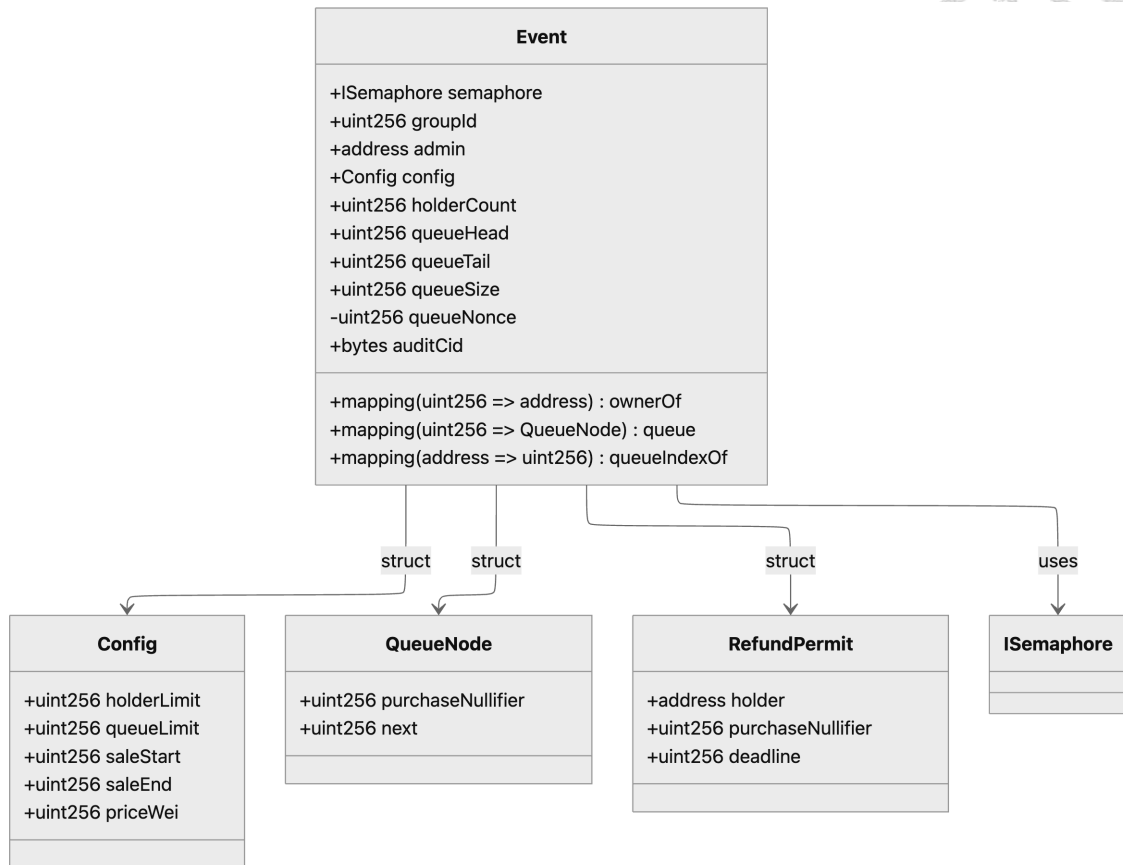 Event
+ISemaphore semaphore
+uint256 groupId
+address admin
+Config config
+uint256 holderCount
+uint256 queueHead
+uint256 queueTail
+uint256 queueSize
-uint256 queueNonce
+bytes auditCid
+mapping(uint256 => address) : ownerOf
+mapping(uint256 => QueueNode) : queue
+mapping(address => uint256) : queueIndexOf
struct
struct
struct
uses
Config
+uint256 holderLimit
+uint256 queueLimit
+uint256 saleStart
+uint256 saleEnd
+uint256 priceWei
QueueNode
+uint256 purchaseNullifier
+uint256 next
RefundPermit
+address holder
+uint256 purchaseNullifier
+uint256 deadline
ISemaphore